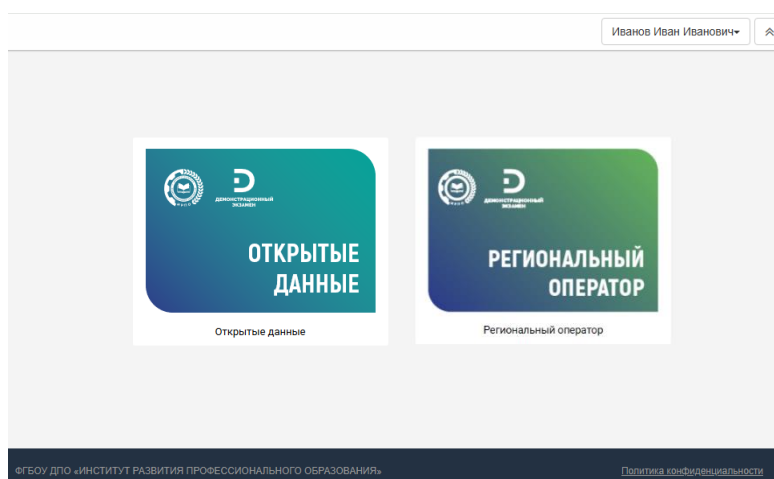 Иванов Иван Иванович
ДЕМОНСТРАЦИОННЫЙ
ЭКЗАМЕН
ОТКРЫТЫЕ
ДАННЫЕ
Открытые данные
ДЕМОНСТРАЦИОННЫЙ
ЭКЗАМЕН
РЕГИОНАЛЬНЫЙ
ОПЕРАТОР
Региональный оператор
ФГБОУ ДПО «ИНСТИТУТ РАЗВИТИЯ ПРОФЕССИОНАЛЬНОГО ОБРАЗОВАНИЯ»
Политика конфиденциальности